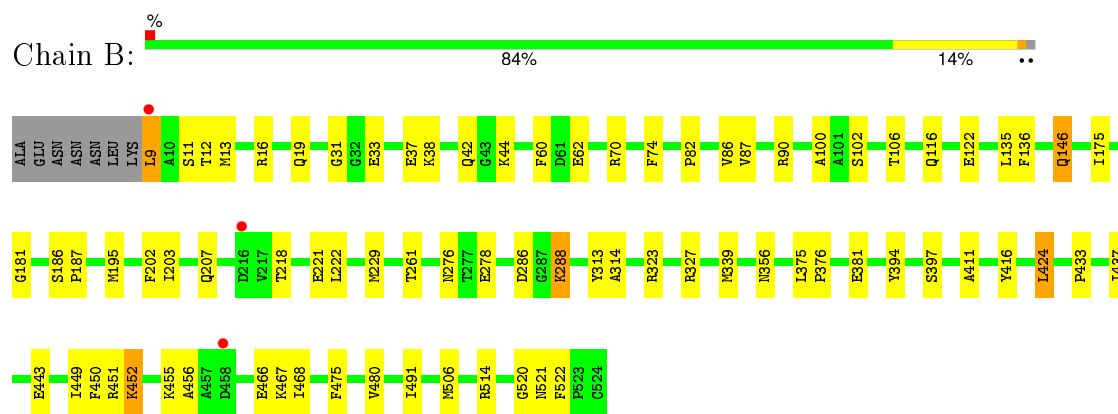 %
Chain B:
84% 14% ••
ALA GLU ASN ASN ASN LEU LYS L9 A10 S11 T12 M13 R16 Q19 G31 G32 E33 E37 K38 Q42 G43 K44 F60 D61 E62 R70 F74 P82 V86 V87 R90 A100 A101 S102 T106 Q116 E122 L135 F136 Q146 I175
G181 S186 P187 M195 F202 I203 Q207 D216 V217 T218 E221 L222 M229 T261 N276 T277 E278 D286 G287 K288 Y313 A314 R323 R327 M339 N356 L375 P376 E381 Y394 S397 A411 Y416 L424 P433
E443 I449 F450 R451 K452 K455 A456 A457 D458 E466 K467 I468 F475 V480 I491 M506 R514 G520 N521 F522 P523 C524